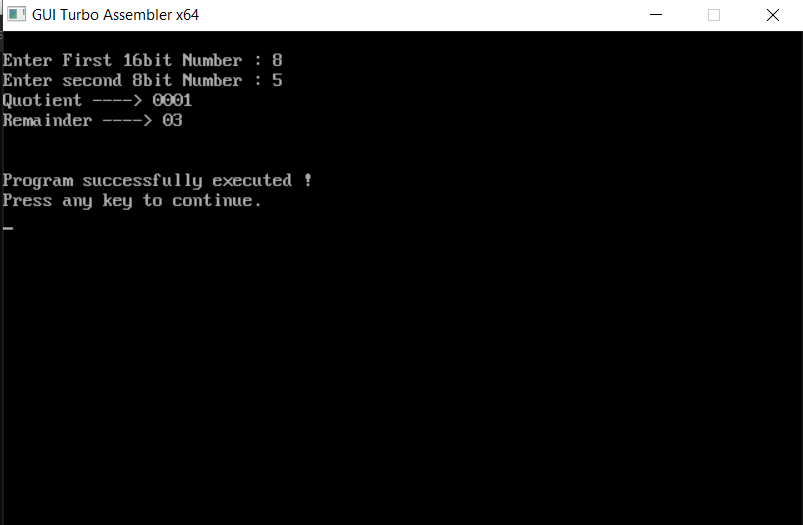 GUI Turbo Assembler x64
Enter First 16bit Number : 8
Enter second 8bit Number : 5
Quotient ----> 0001
Remainder ----> 03
Program successfully executed !
Press any key to continue.